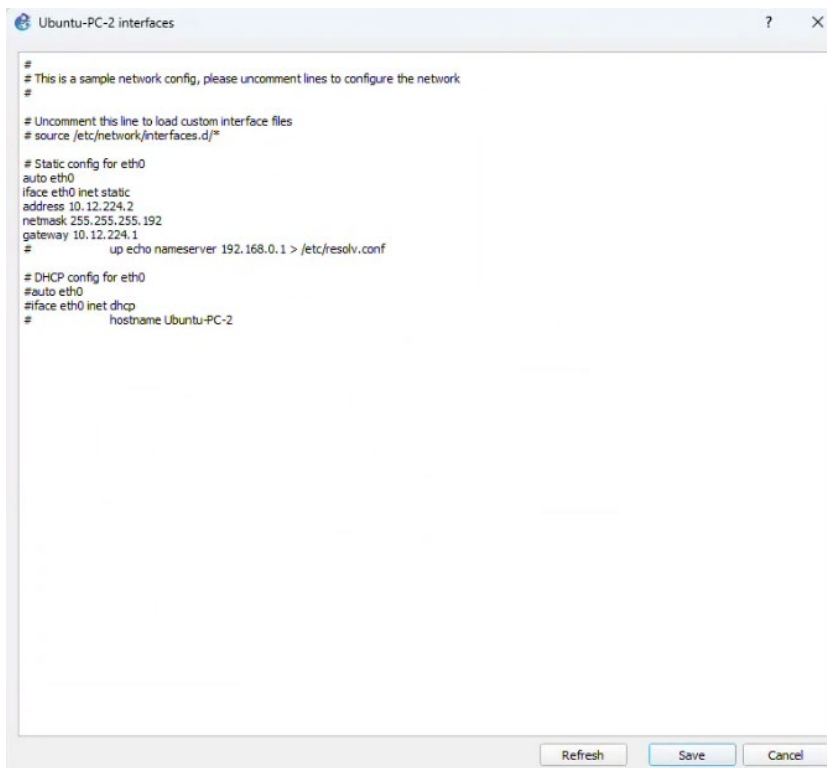 Ubuntu-PC-2 interfaces
?
#
# This is a sample network config, please uncomment lines to configure the network
#
# Uncomment this line to load custom interface files
# source /etc/network/interfaces.d/*
# Static config for eth0
auto eth0
iface eth0 inet static
address 10.12.224.2
netmask 255.255.255.192
gateway 10.12.224.1
# up echo nameserver 192.168.0.1 > /etc/resolv.conf
# DHCP config for eth0
#auto eth0
#iface eth0 inet dhcp
# hostname Ubuntu-PC-2
Refresh Save Cancel